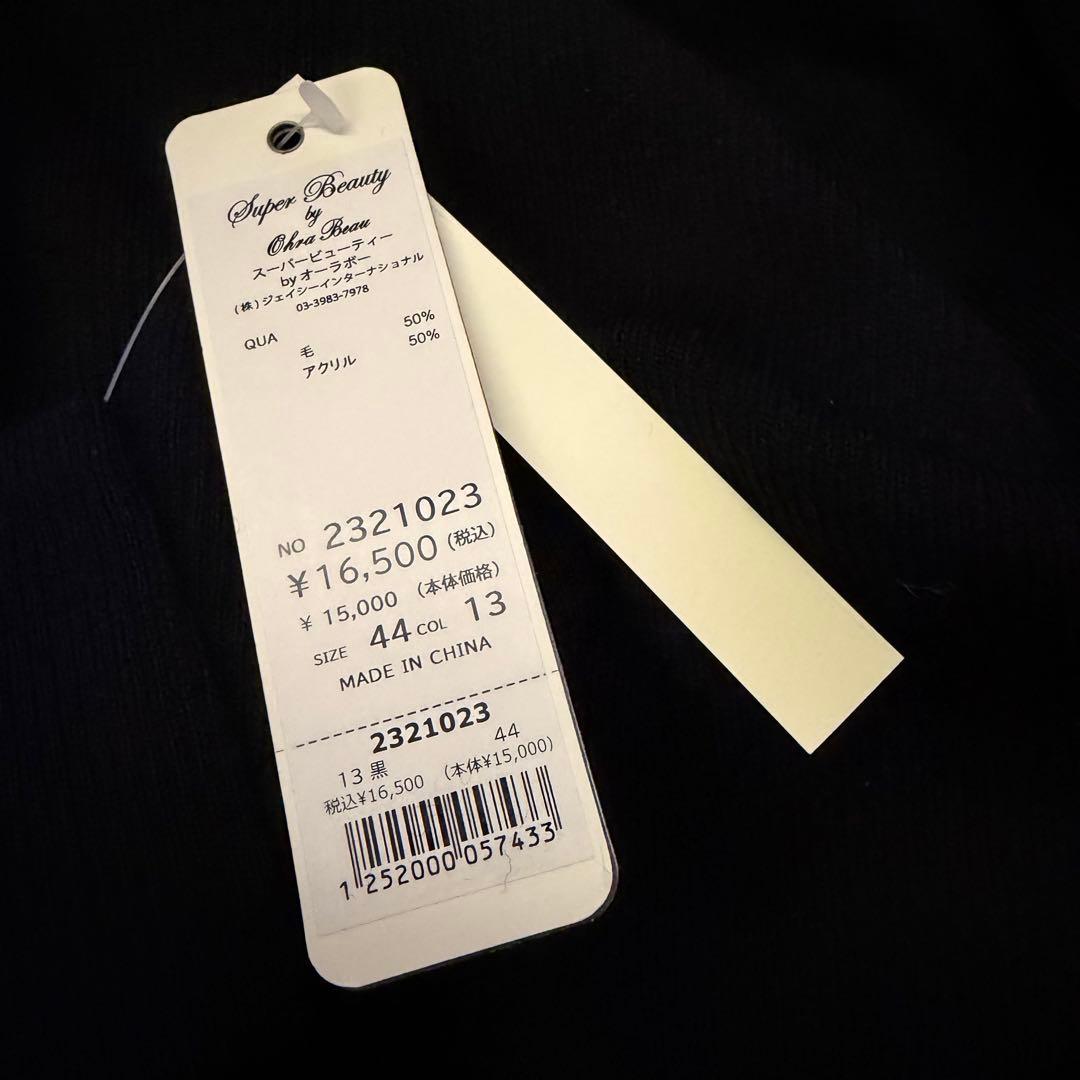 Super Beauty
by
Ohra Beau
スーパービューティー
by オーラボー
(株)ジェイシーインターナショナル
03-3983-7978
QUA 毛 50%
アクリル 50%
NO 2321023
¥16,500 (税込)
¥ 15,000 (本体価格)
SIZE 44 COL 13
MADE IN CHINA
2321023
13 黒 44
税込¥16,500 (本体¥15,000)
1 252000 057433